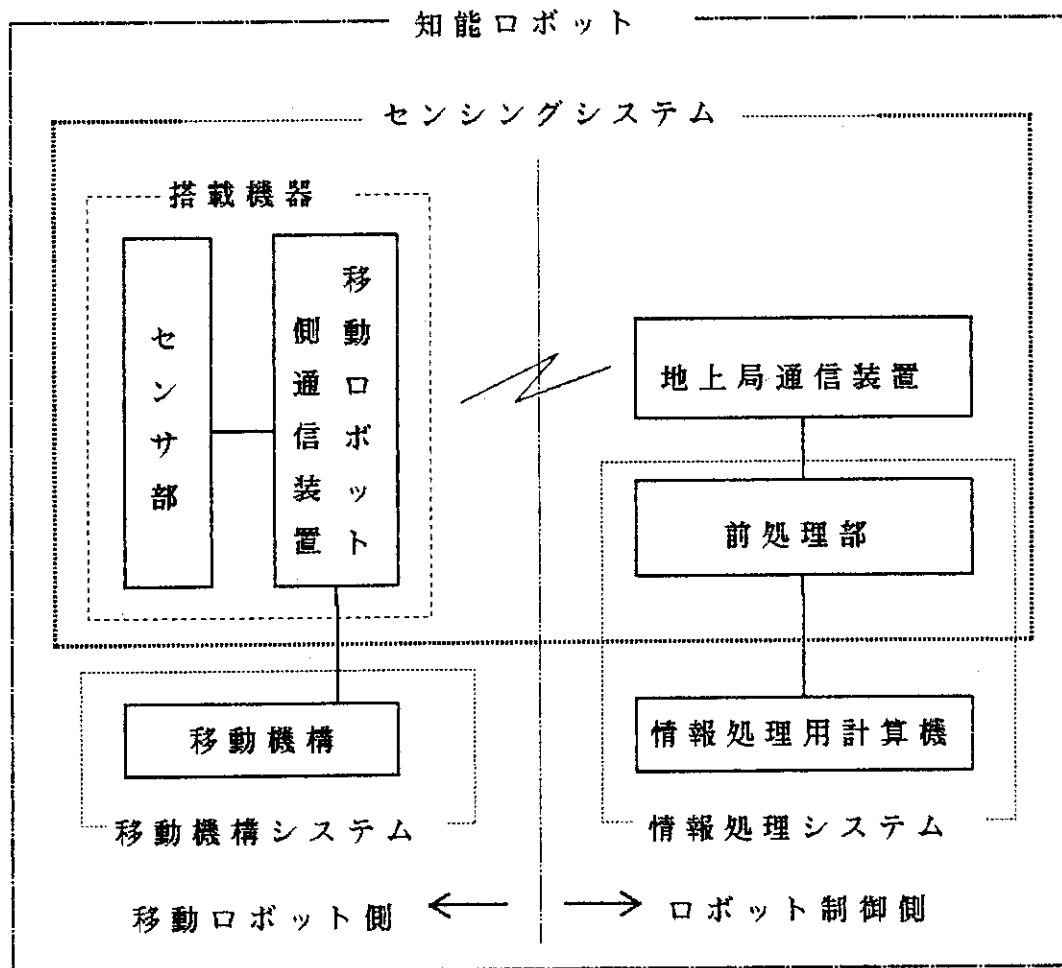 知能ロボット
センシングシステム
搭載機器
センサ部
移動ロボット
側通信装置
地上局通信装置
前処理部
移動機構
情報処理用計算機
移動機構システム
情報処理システム
移動ロボット側
ロボット制御側